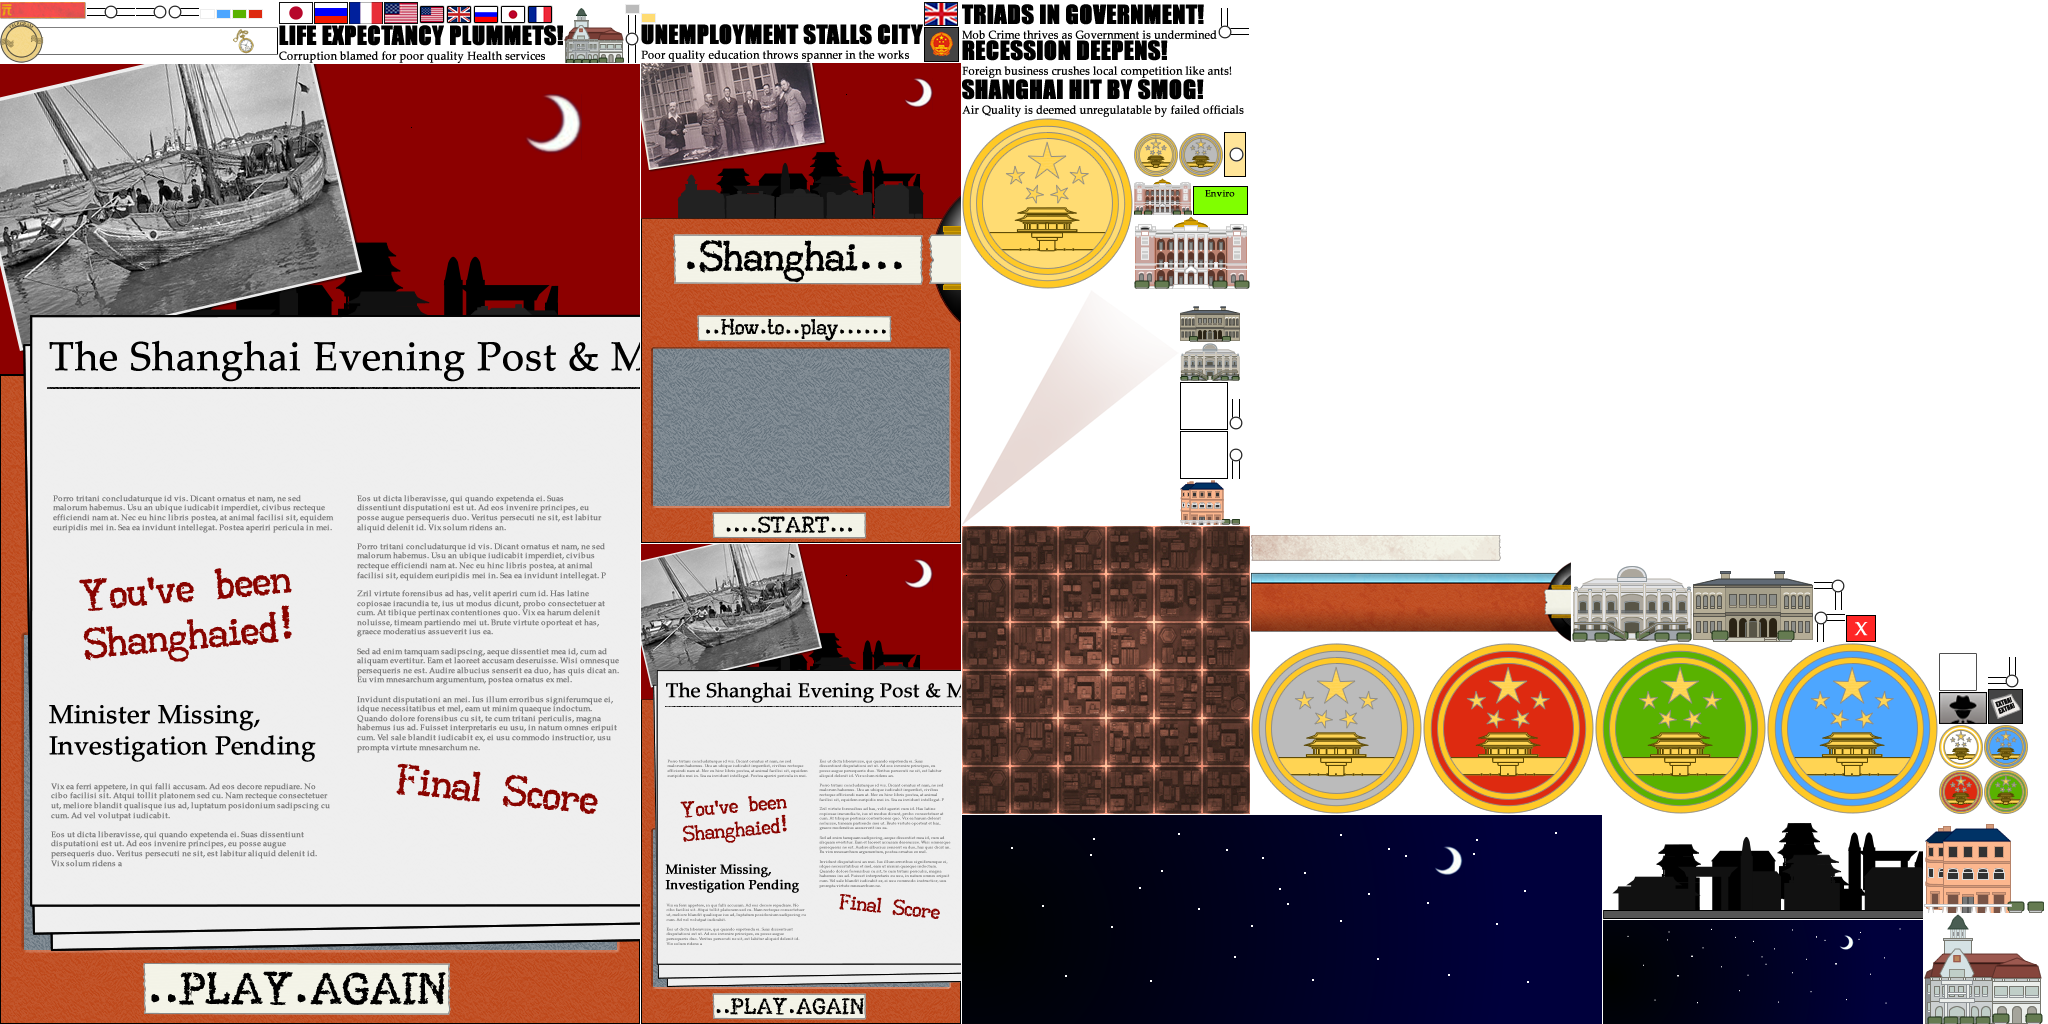 LIFE EXPECTANCY PLUMMETS!
Corruption blamed for poor quality Health services
UNEMPLOYMENT STALLS CITY
Poor quality education throws spanner in the works
TRIADS IN GOVERNMENT!
Mob Crime thrives as Government is undermined
RECESSION DEEPENS!
Foreign business crushes local competition like ants!
SHANGHAI HIT BY SMOG!
Air Quality is deemed unregulatable by failed officials
Enviro
The Shanghai Evening Post & M
Porro tritani concludaturque id vis. Dicant ornatus et nam, ne sed
malorum habemus. Usu an ubique iudicabit imperdiet, civibus recteque
efficiendi nam at. Nec eu hinc libris postea, at animal facilisi sit, equidem
euripidis mei in. Sea ea invidunt intellegat. Postea aperiri pericula in mei.
You've been
Shanghaied!
Minister Missing,
Investigation Pending
Vix ea ferri appetere, in qui falli accusam. Ad eos decore repudiare. No
cibo facilisi sit. Atqui tollit platonem sed cu. Nam recteque consectetuer
ut, meliore blandit qualisque ius ad, luptatum posidonium sadipscing cu
cum. Ad vel volutpat iudicabit.
Eos ut dicta liberavisse, qui quando expetenda ei. Suas dissentiunt
disputationi est ut. Ad eos invenire principes, eu posse augue
persequeris duo. Veritus persecuti ne sit, est labitur aliquid delenit id.
Vix solum ridens a
Eos ut dicta liberavisse, qui quando expetenda ei. Suas
dissentiunt disputationi est ut. Ad eos invenire principes, eu
posse augue persequeris duo. Veritus persecuti ne sit, est labitur
aliquid delenit id. Vix solum ridens an.
Porro tritani concludaturque id vis. Dicant ornatus et nam, ne sed
malorum habemus. Usu an ubique iudicabit imperdiet, civibus
recteque efficiendi nam at. Nec eu hinc libris postea, at animal
facilisi sit, equidem euripidis mei in. Sea ea invidunt intellegat. P
Zril virtute forensibus ad has, velit aperiri cum id. Has latine
copiosae iracundia te, ius ut modus dicunt, probo consectetuer at
cum. At tibique pertinax contentiones quo. Vix ea harum delenit
noluisse, timeam partiendo mei ut. Brute virtute oporteat et has,
graece moderatius assueverit ius ea.
Sed ad enim tamquam sadipscing, aeque dissentiet mea id, cum ad
aliquam evertitur. Eam et laoreet accusam deseruisse. Wisi omnesque
persequeris ne est. Audire albucius senserit ea duo, has quis dicat an.
Eu vim mnesarchum argumentum, postea ornatus ex mel.
Invidunt disputationi an mei. Ius illum erroribus signiferumque ei,
idque necessitatibus et mel, eam ut minim quaeque indoctum.
Quando dolore forensibus cu sit, te cum tritani periculis, magna
habemus ius ad. Fuisset interpretaris eu usu, in natum omnes eripuit
cum. Vel sale blandit iudicabit ex, ei usu commodo instructior, usu
prompta virtute mnesarchum ne.
Final Score
..PLAY.AGAIN
.Shanghai...
..How.to..play......
....START...
The Shanghai Evening Post & M
You've been
Shanghaied!
Minister Missing,
Investigation Pending
Final Score
..PLAY.AGAIN
X
EXTRA!
EXTRA!